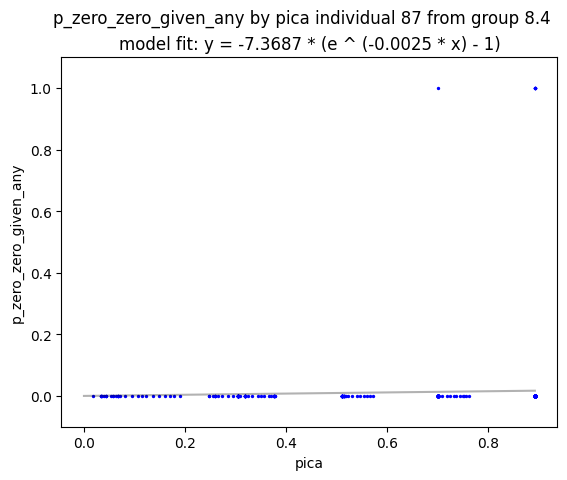 p_zero_zero_given_any by pica individual 87 from group 8.4
model fit: y = -7.3687 * (e ^ (-0.0025 * x) - 1)
1.0
0.8
0.6
0.4
0.2
0.0
p_zero_zero_given_any
0.0 0.2 0.4 0.6 0.8
pica